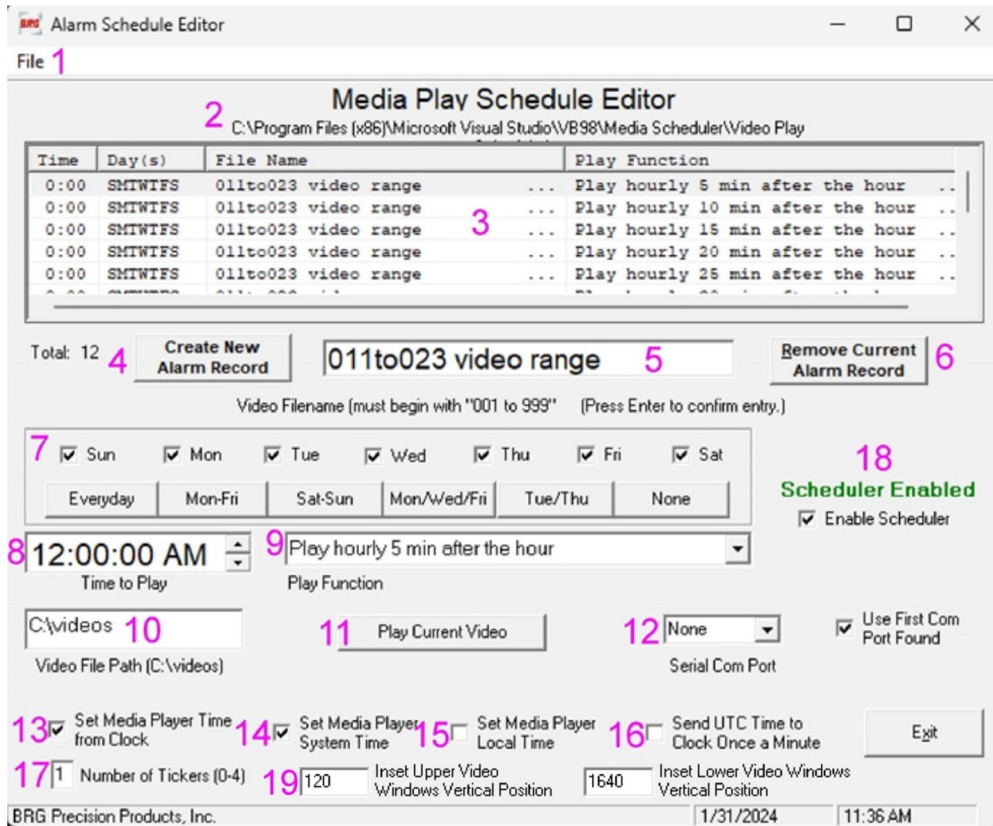 BRG Alarm Schedule Editor
File 1
Media Play Schedule Editor
2 C:\Program Files (x86)\Microsoft Visual Studio\VB98\Media Scheduler\Video Play
Time Day(s) File Name Play Function
0:00 SMTWTFS 011to023 video range ... Play hourly 5 min after the hour ..
0:00 SMTWTFS 011to023 video range ... Play hourly 10 min after the hour ..
0:00 SMTWTFS 011to023 video range 3 ... Play hourly 15 min after the hour ..
0:00 SMTWTFS 011to023 video range ... Play hourly 20 min after the hour ..
0:00 SMTWTFS 011to023 video range ... Play hourly 25 min after the hour ..
Total: 12 4 Create New
Alarm Record
011to023 video range 5
Remove Current
Alarm Record 6
Video Filename (must begin with "001 to 999" (Press Enter to confirm entry.)
7 Sun Mon Tue Wed Thu Fri Sat
Everyday Mon-Fri Sat-Sun Mon/Wed/Fri Tue/Thu None
18
Scheduler Enabled
Enable Scheduler
8 12:00:00 AM
Time to Play
9 Play hourly 5 min after the hour
Play Function
C:\videos 10
Video File Path (C:\videos)
11 Play Current Video
12 None
Serial Com Port
Use First Com
Port Found
13 Set Media Player Time
from Clock
14 Set Media Player
System Time
15 Set Media Player
Local Time
16 Send UTC Time to
Clock Once a Minute
Exit
17 1 Number of Tickers (0-4)
19 120 Inset Upper Video
Windows Vertical Position
1640 Inset Lower Video Windows
Vertical Position
BRG Precision Products, Inc. 1/31/2024 11:36 AM